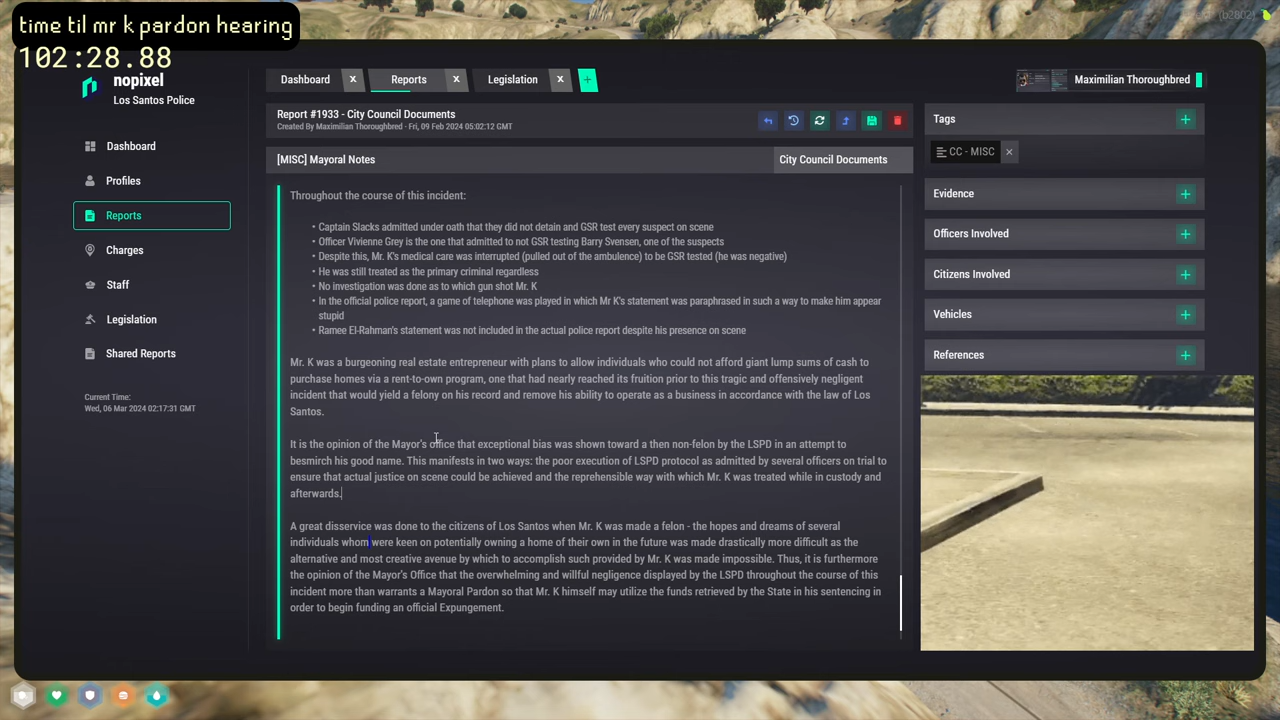 time til mr k pardon hearing
102:28.88
(b2802)
nopixel
Los Santos Police
Dashboard
Profiles
Reports
Charges
Staff
Legislation
Shared Reports
Current Time:
Wed, 06 Mar 2024 02:17:31 GMT
Dashboard x Reports x Legislation x +
Maximilian Thoroughbred
Report #1933 - City Council Documents
Created By Maximilian Thoroughbred · Fri, 09 Feb 2024 05:02:12 GMT
[MISC] Mayoral Notes
City Council Documents
Throughout the course of this incident:
• Captain Slacks admitted under oath that they did not detain and GSR test every suspect on scene
• Officer Vivienne Grey is the one that admitted to not GSR testing Barry Svensen, one of the suspects
• Despite this, Mr. K's medical care was interrupted (pulled out of the ambulence) to be GSR tested (he was negative)
• He was still treated as the primary criminal regardless
• No investigation was done as to which gun shot Mr. K
• In the official police report, a game of telephone was played in which Mr K's statement was paraphrased in such a way to make him appear
stupid
• Ramee El-Rahman's statement was not included in the actual police report despite his presence on scene
Mr. K was a burgeoning real estate entrepreneur with plans to allow individuals who could not afford giant lump sums of cash to
purchase homes via a rent-to-own program, one that had nearly reached its fruition prior to this tragic and offensively negligent
incident that would yield a felony on his record and remove his ability to operate as a business in accordance with the law of Los
Santos.
It is the opinion of the Mayor's office that exceptional bias was shown toward a then non-felon by the LSPD in an attempt to
besmirch his good name. This manifests in two ways: the poor execution of LSPD protocol as admitted by several officers on trial to
ensure that actual justice on scene could be achieved and the reprehensible way with which Mr. K was treated while in custody and
afterwards.
A great disservice was done to the citizens of Los Santos when Mr. K was made a felon - the hopes and dreams of several
individuals whom were keen on potentially owning a home of their own in the future was made drastically more difficult as the
alternative and most creative avenue by which to accomplish such provided by Mr. K was made impossible. Thus, it is furthermore
the opinion of the Mayor's Office that the overwhelming and willful negligence displayed by the LSPD throughout the course of this
incident more than warrants a Mayoral Pardon so that Mr. K himself may utilize the funds retrieved by the State in his sentencing in
order to begin funding an official Expungement.
Tags
CC - MISC x
Evidence
Officers Involved
Citizens Involved
Vehicles
References